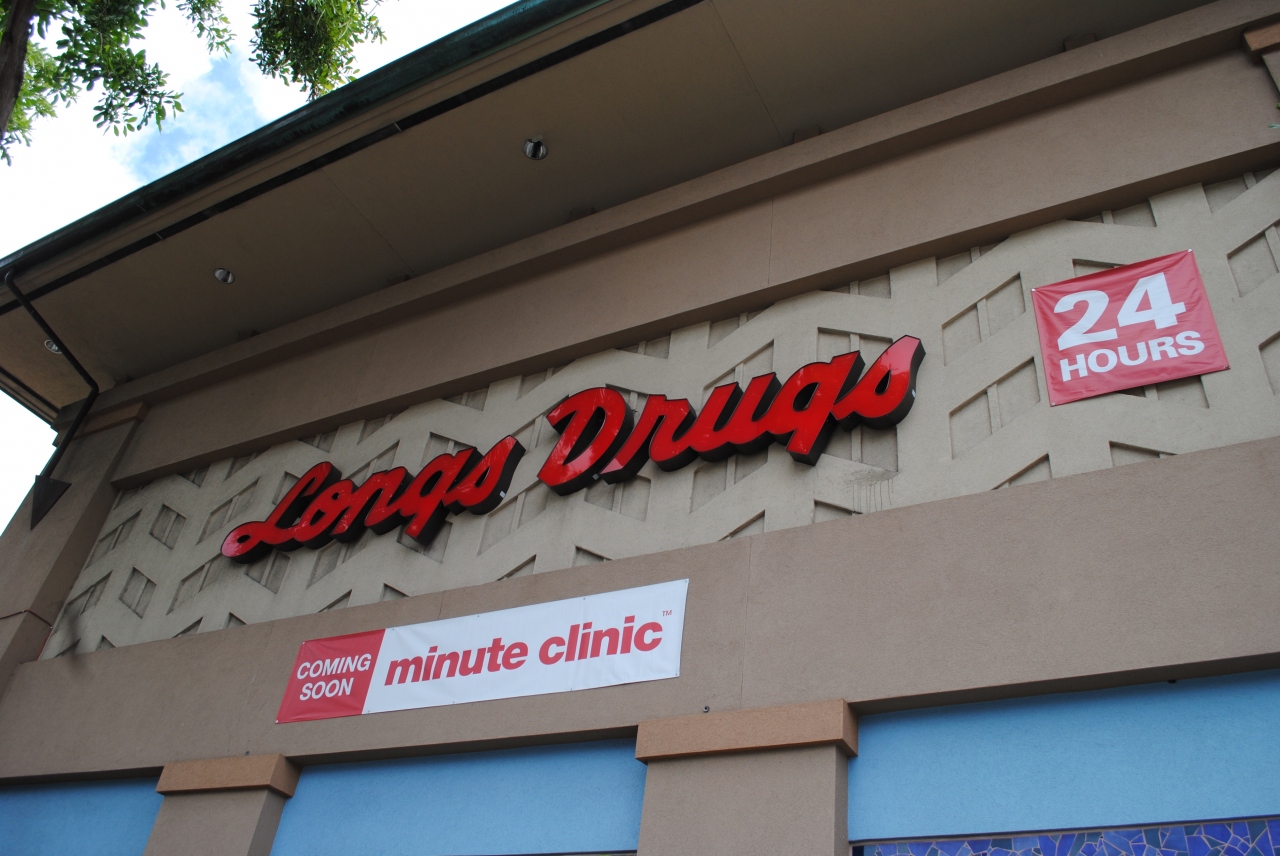 Longs Drugs
24
HOURS
COMING
SOON
minute clinic™